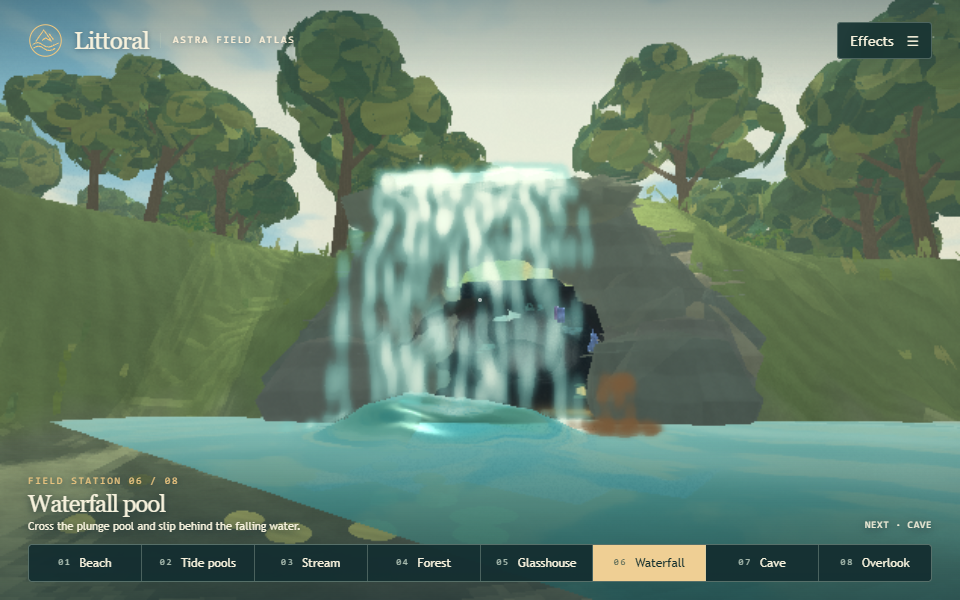 Littoral ASTRA FIELD ATLAS
Effects
FIELD STATION 06 / 08
Waterfall pool
Cross the plunge pool and slip behind the falling water.
NEXT · CAVE
01 Beach 02 Tide pools 03 Stream 04 Forest 05 Glasshouse 06 Waterfall 07 Cave 08 Overlook